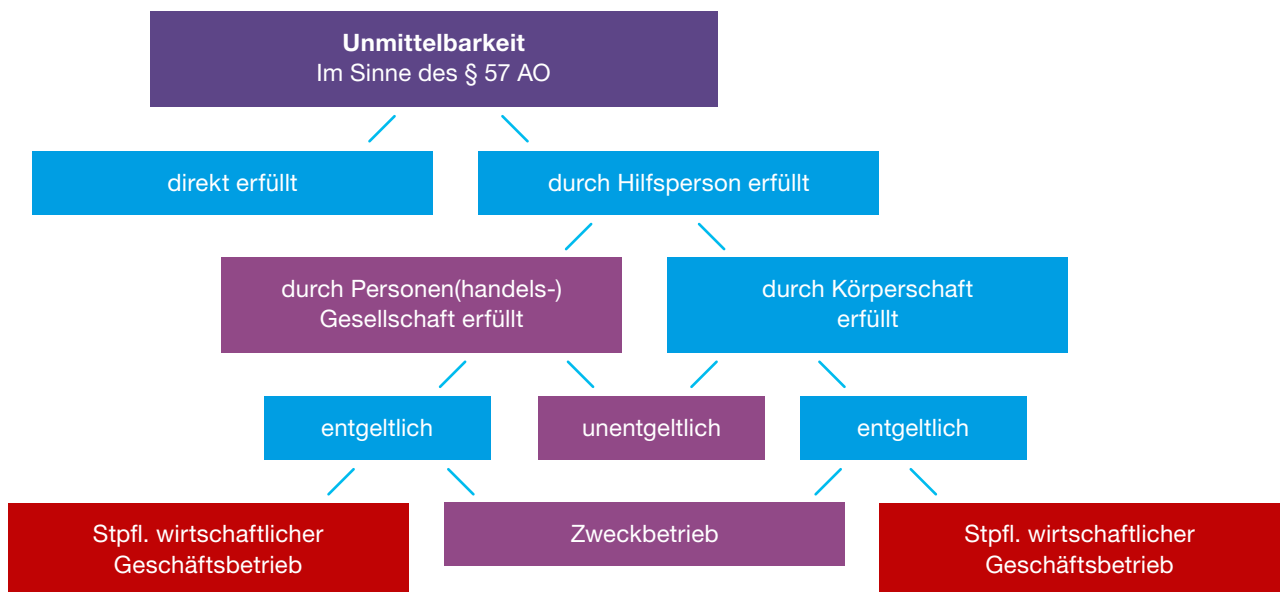 Unmittelbarkeit
Im Sinne des § 57 AO
direkt erfüllt
durch Hilfsperson erfüllt
durch Personen(handels-)
Gesellschaft erfüllt
durch Körperschaft
erfüllt
entgeltlich
unentgeltlich
entgeltlich
Stpfl. wirtschaftlicher
Geschäftsbetrieb
Zweckbetrieb
Stpfl. wirtschaftlicher
Geschäftsbetrieb